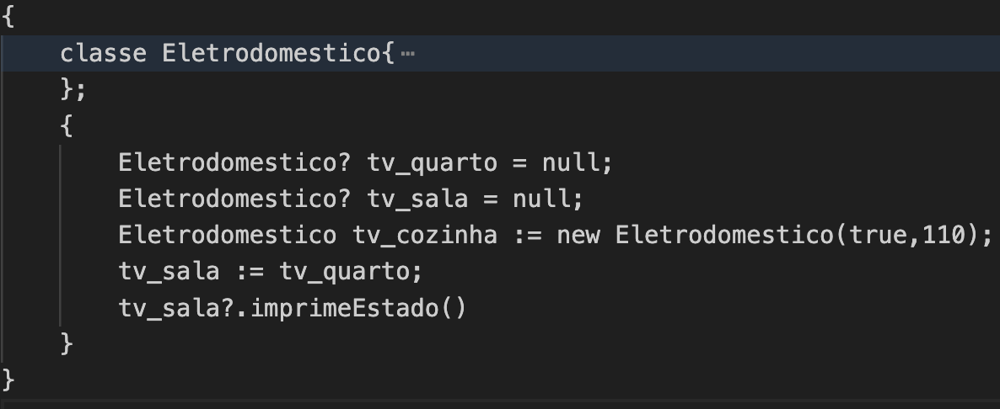 {
classe Eletrodomestico{ …
};
{
Eletrodomestico? tv_quarto = null;
Eletrodomestico? tv_sala = null;
Eletrodomestico tv_cozinha := new Eletrodomestico(true,110);
tv_sala := tv_quarto;
tv_sala?.imprimeEstado()
}
}